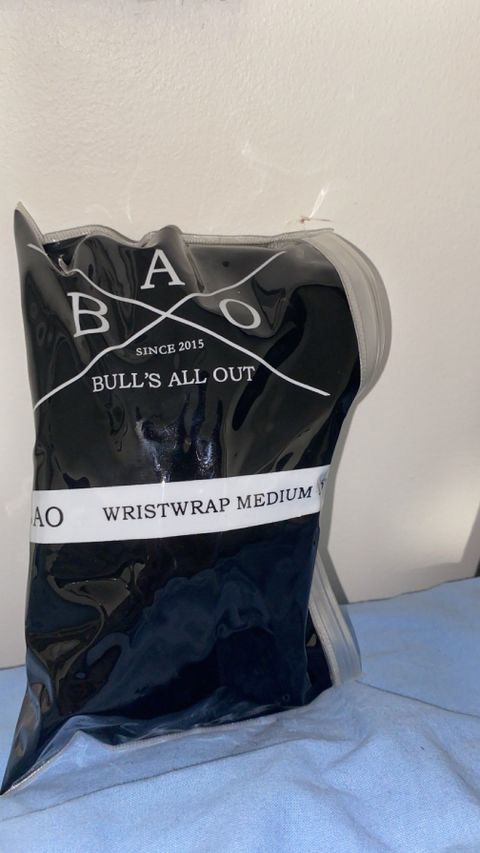 B A O
SINCE 2015
BULL'S ALL OUT
AO WRISTWRAP MEDIUM